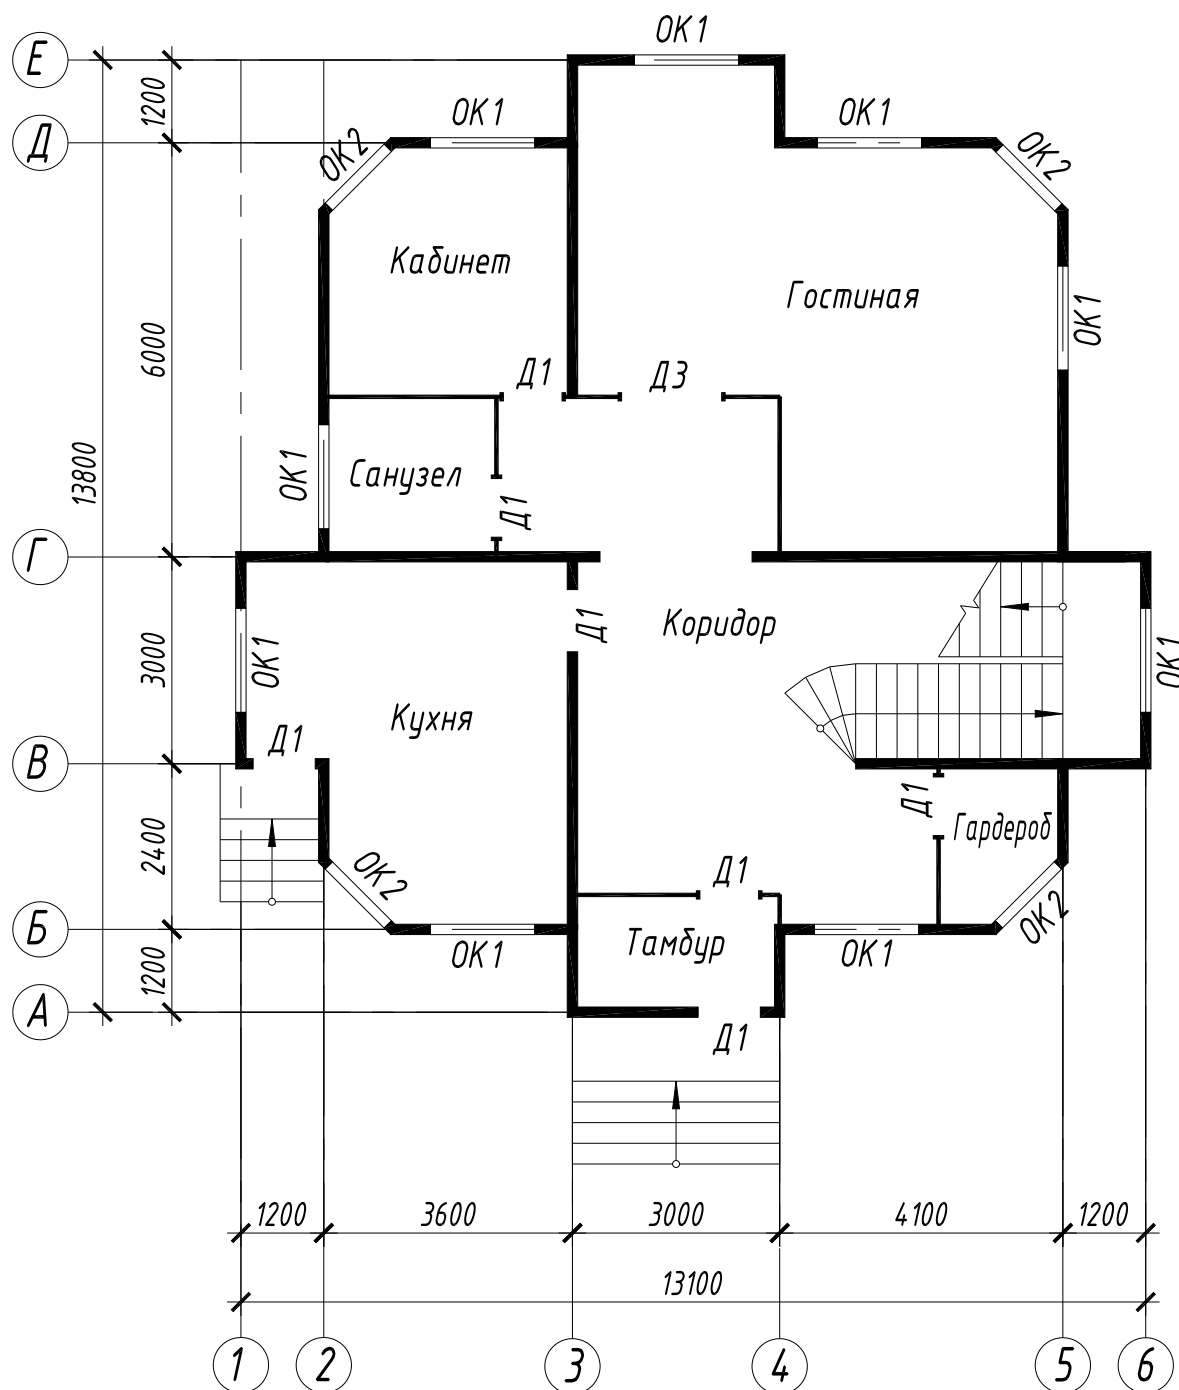 ОК1
Е
1200
ОК1
ОК1
Д
ОК2
ОК2
Кабинет
Гостиная
ОК1
6000
Д1
Д3
13800
ОК1
Санузел
Д1
Г
Д1
Коридор
3000
ОК1
ОК1
Кухня
Д1
В
Д1
Гардероб
2400
ОК2
Д1
ОК2
Б
Тамбур
ОК1
ОК1
1200
А
Д1
1200
3600
3000
4100
1200
13100
1
2
3
4
5
6